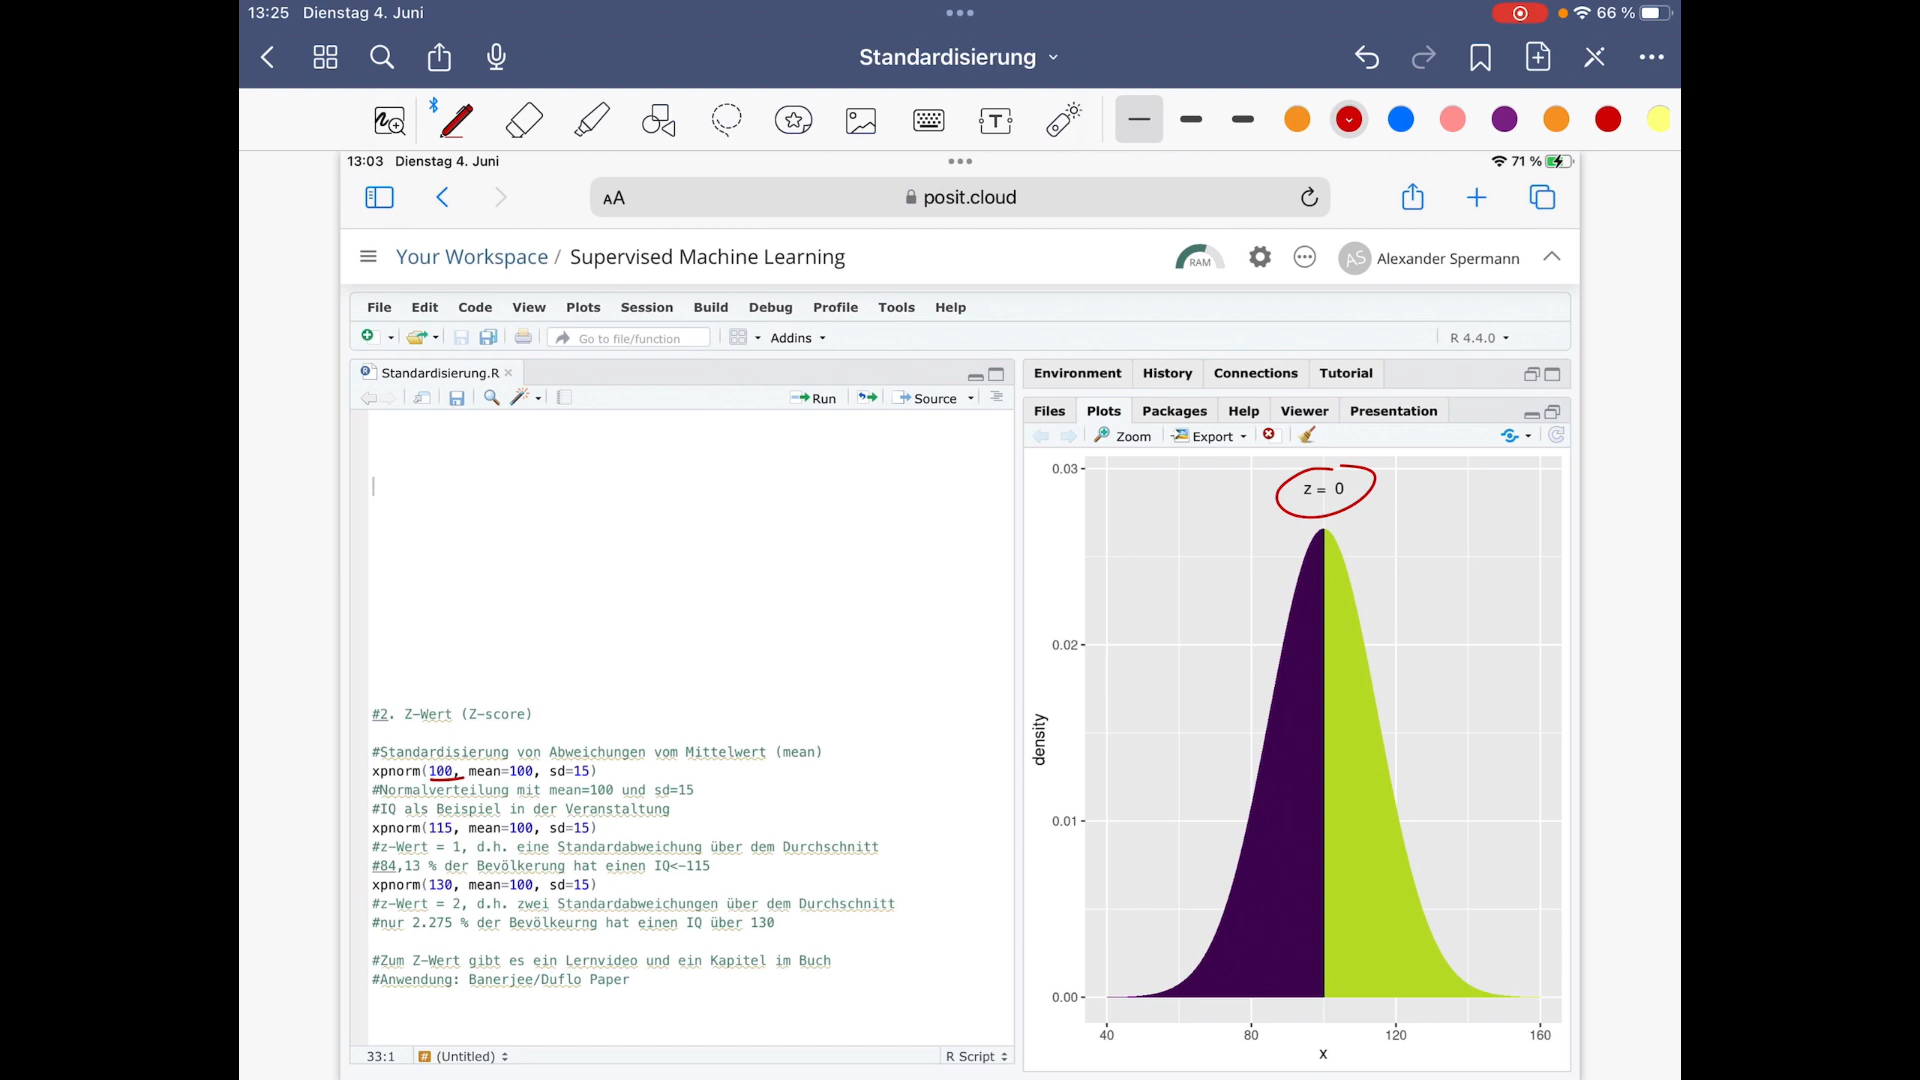 13:25 Dienstag 4. Juni
66 %
Standardisierung
T
13:03 Dienstag 4. Juni
71 %
AA
posit.cloud
Your Workspace / Supervised Machine Learning
RAM
AS
Alexander Spermann
File Edit Code View Plots Session Build Debug Profile Tools Help
Go to file/function
Addins
R 4.4.0
Standardisierung.R
Run
Source
#2. Z-Wert (Z-score)
#Standardisierung von Abweichungen vom Mittelwert (mean)
xpnorm(100, mean=100, sd=15)
#Normalverteilung mit mean=100 und sd=15
#IQ als Beispiel in der Veranstaltung
xpnorm(115, mean=100, sd=15)
#z-Wert = 1, d.h. eine Standardabweichung über dem Durchschnitt
#84,13 % der Bevölkerung hat einen IQ<-115
xpnorm(130, mean=100, sd=15)
#z-Wert = 2, d.h. zwei Standardabweichungen über dem Durchschnitt
#nur 2.275 % der Bevölkeurng hat einen IQ über 130
#Zum Z-Wert gibt es ein Lernvideo und ein Kapitel im Buch
#Anwendung: Banerjee/Duflo Paper
33:1
# (Untitled)
R Script
Environment History Connections Tutorial
Files Plots Packages Help Viewer Presentation
Zoom
Export
0.03
z = 0
0.02
density
0.01
0.00
40 80 120 160
x